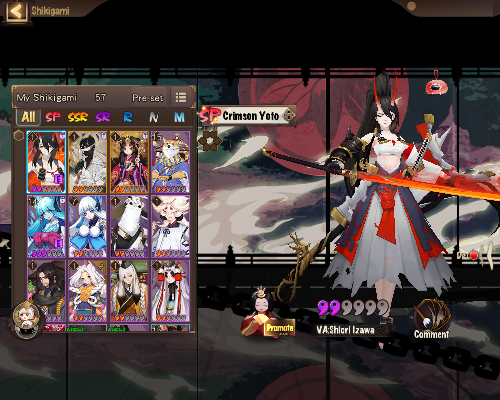 Shikigami
My Shikigami 57 Pre-set
All SP SSR SR R N M
SP Crimson Yoto
Promote
VA:Shiori Izawa
Comment